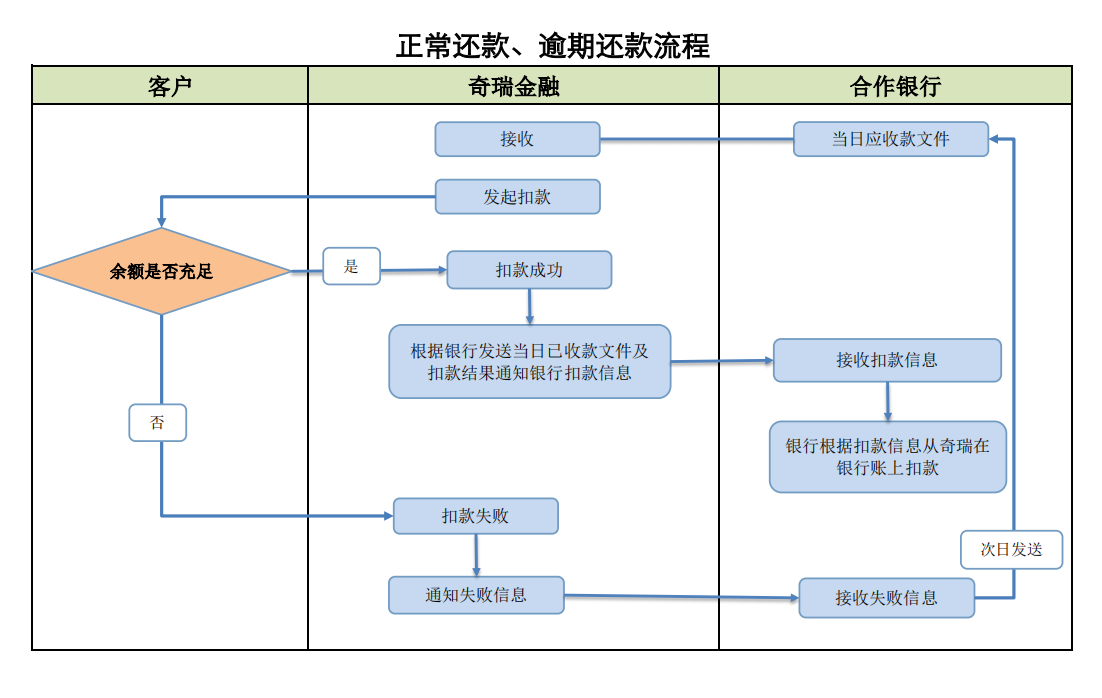 正常还款、逾期还款流程
客户
奇瑞金融
合作银行
接收
当日应收款文件
发起扣款
余额是否充足
是
扣款成功
根据银行发送当日已收款文件及
扣款结果通知银行扣款信息
接收扣款信息
否
银行根据扣款信息从奇瑞在
银行账上扣款
扣款失败
次日发送
通知失败信息
接收失败信息